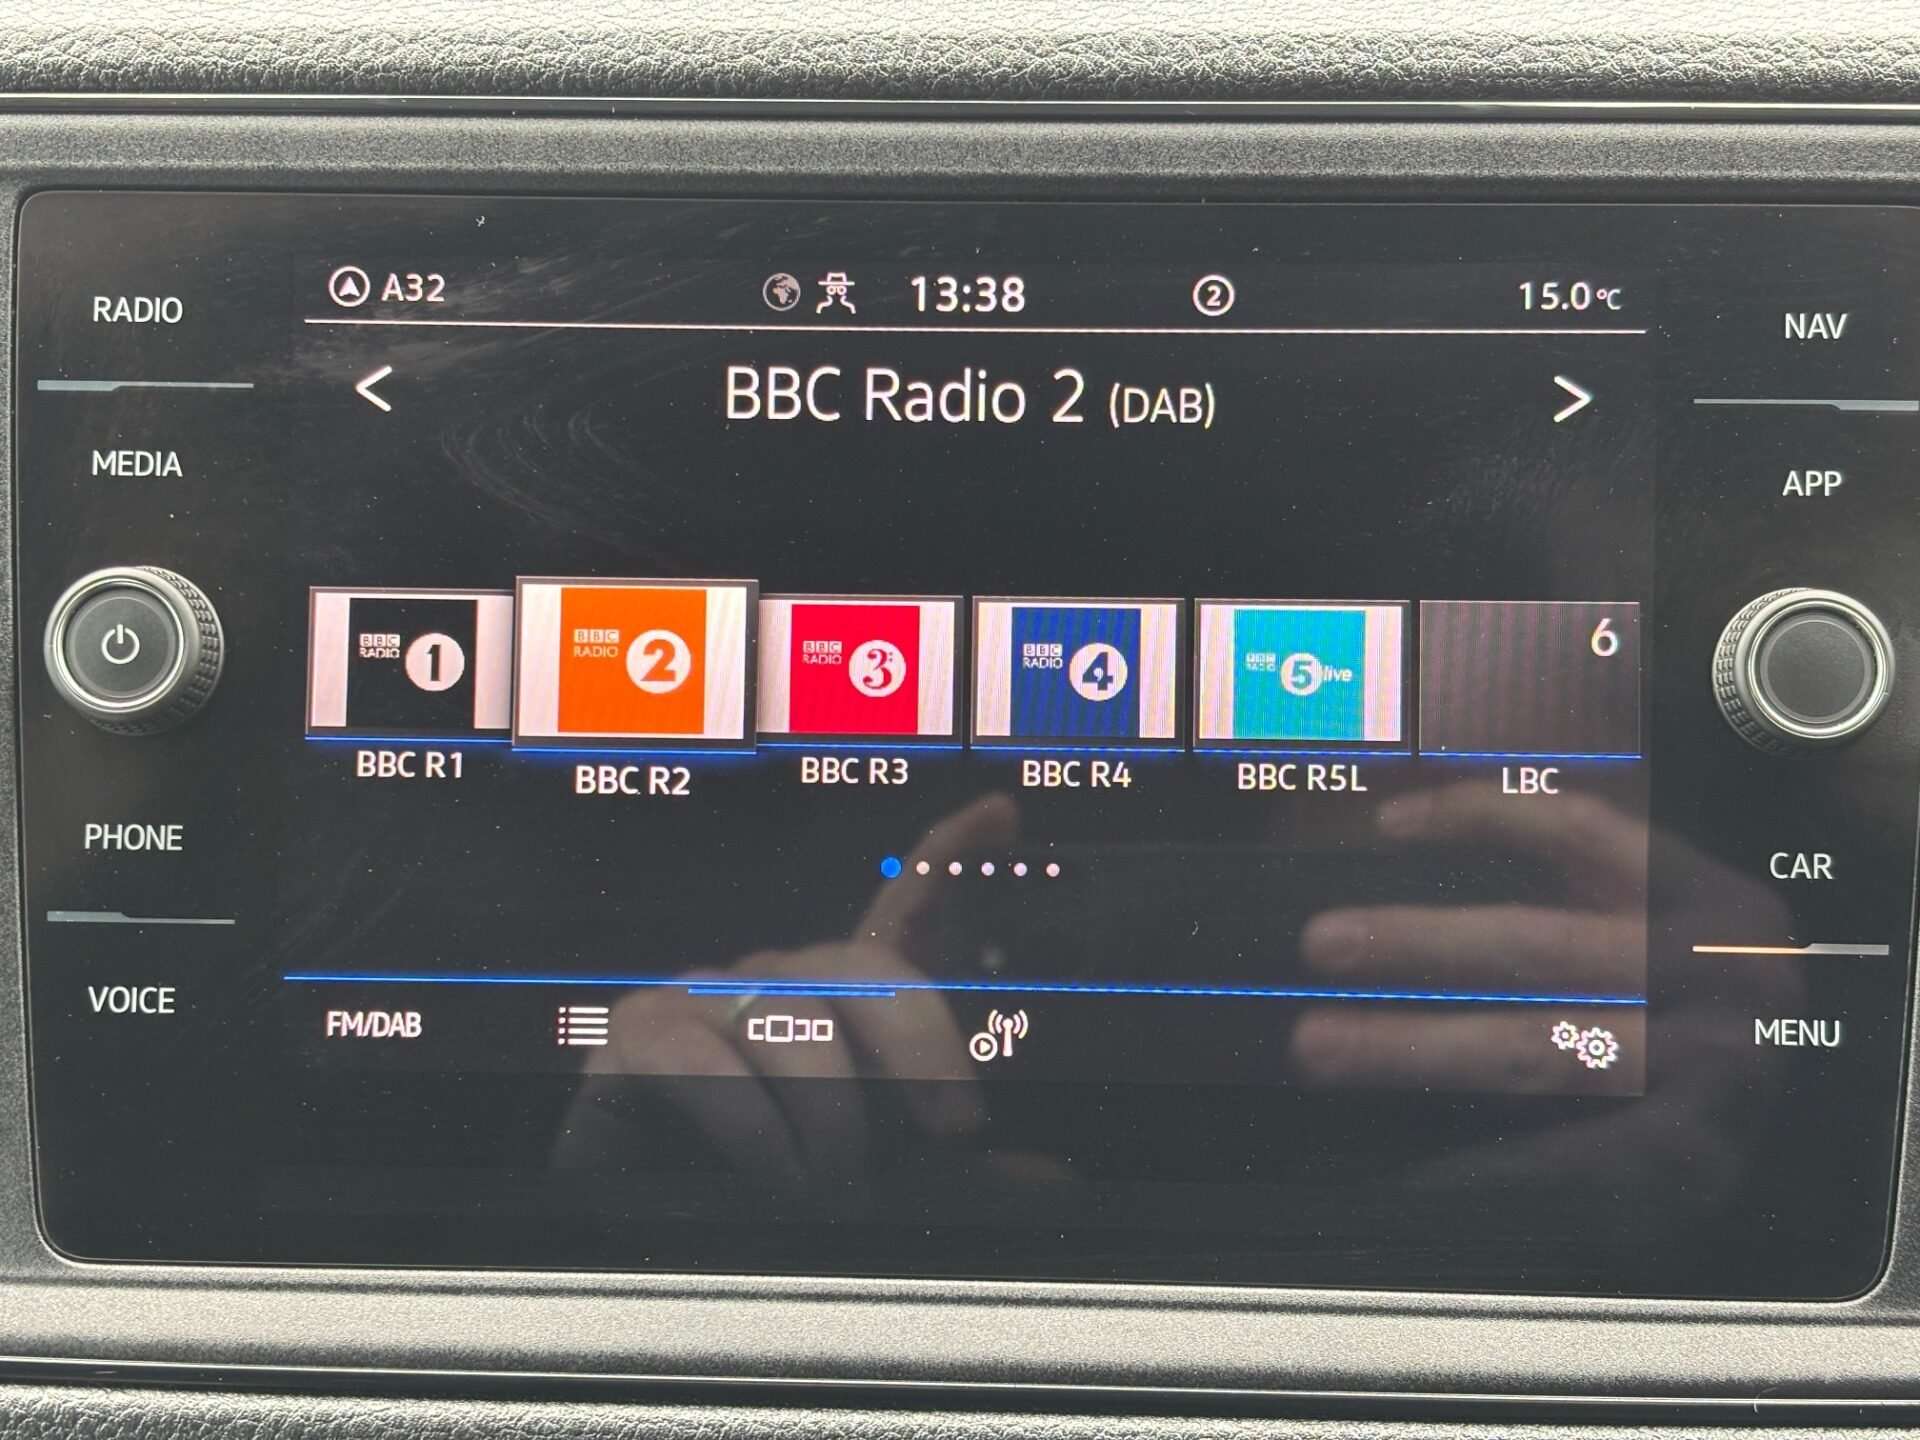 RADIO
MEDIA
PHONE
VOICE
A32
13:38
2
15.0 °C
BBC Radio 2 (DAB)
BBC
RADIO 1
BBC
RADIO 2
BBC
RADIO 3
BBC
RADIO 4
BBC
RADIO 5 live
6
BBC R1
BBC R2
BBC R3
BBC R4
BBC R5L
LBC
FM/DAB
NAV
APP
CAR
MENU